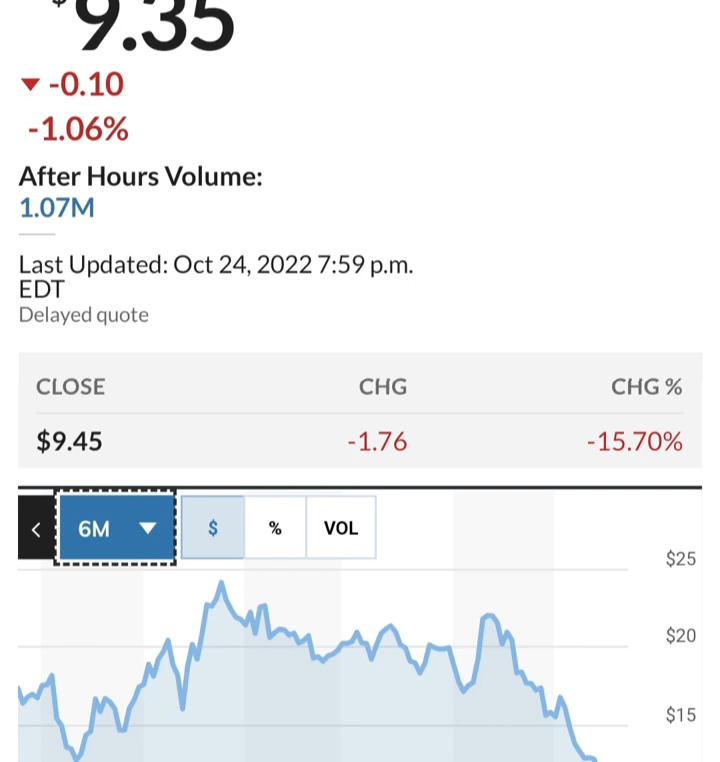 $9.35
-0.10
-1.06%
After Hours Volume:
1.07M
Last Updated: Oct 24, 2022 7:59 p.m.
EDT
Delayed quote
CLOSE CHG CHG %
$9.45 -1.76 -15.70%
6M $ % VOL
$25
$20
$15